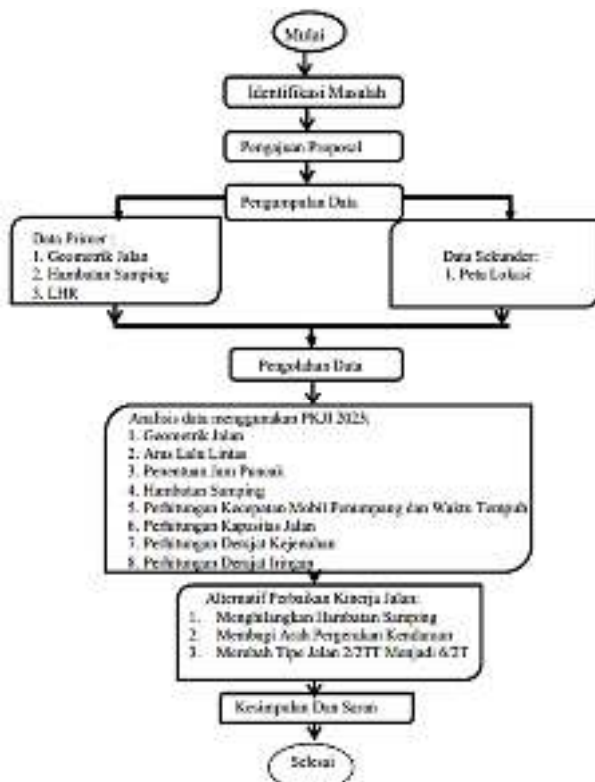 Mulai
Identifikasi Masalah
Pengajuan Proposal
Pengumpulan Data
Data Primer :
1. Geometrik Jalan
2. Hambatan Samping
3. LHR
Data Sekunder:
1. Peta Lokasi
Pengolahan Data
Analisis data menggunakan PKJI 2023:
1. Geometrik Jalan
2. Arus Lalu Lintas
3. Penentuan Jam Puncak
4. Hambatan Samping
5. Perhitungan Kecepatan Mobil Penumpang dan Waktu Tempuh
6. Perhitungan Kapasitas Jalan
7. Perhitungan Derajat Kejenuhan
8. Perhitungan Derajat Iringan
Alternatif Perbaikan Kinerja Jalan:
1. Menghilangkan Hambatan Samping
2. Membagi Arah Pergerakan Kendaraan
3. Merubah Tipe Jalan 2/2TT Menjadi 6/2T
Kesimpulan Dan Saran
Selesai